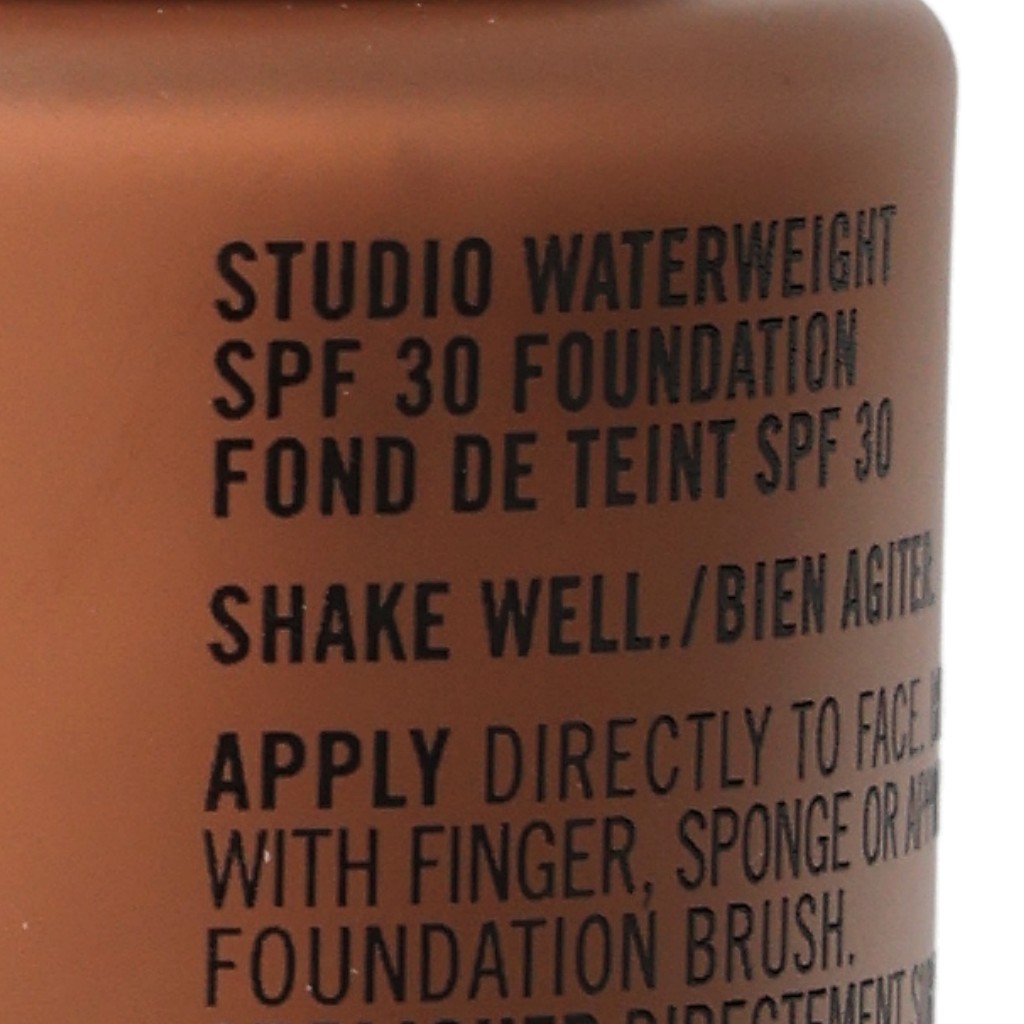 STUDIO WATERWEIGHT
SPF 30 FOUNDATION
FOND DE TEINT SPF 30
SHAKE WELL./BIEN AGITER.
APPLY DIRECTLY TO FACE.
WITH FINGER, SPONGE OR
FOUNDATION BRUSH.
DIRECTEMENT